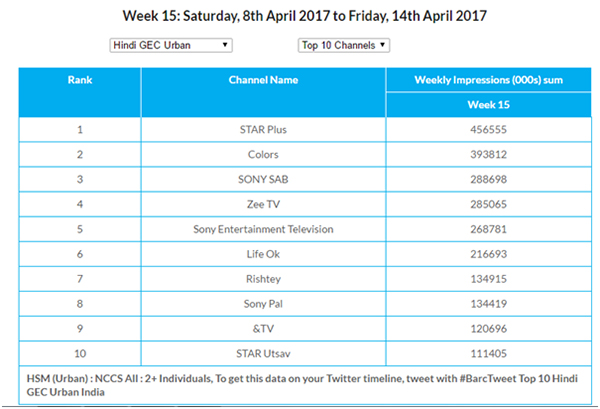 Week 15: Saturday, 8th April 2017 to Friday, 14th April 2017
Hindi GEC Urban Top 10 Channels
Rank Channel Name Weekly Impressions (000s) sum
Week 15
1 STAR Plus 456555
2 Colors 393812
3 SONY SAB 288698
4 Zee TV 285065
5 Sony Entertainment Television 268781
6 Life Ok 216693
7 Rishtey 134915
8 Sony Pal 134419
9 &TV 120696
10 STAR Utsav 111405
HSM (Urban) : NCCS All : 2+ Individuals, To get this data on your Twitter timeline, tweet with #BarcTweet Top 10 Hindi
GEC Urban India